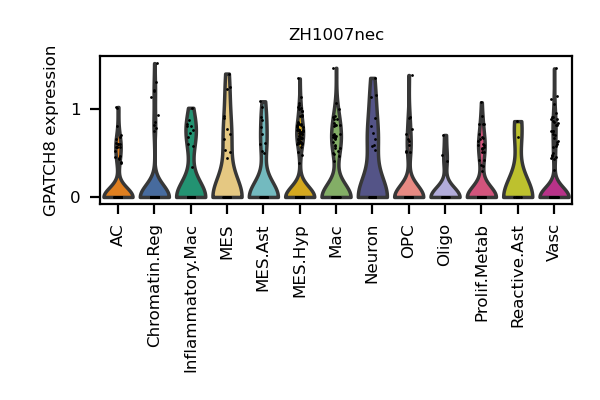 ZH1007nec
GPATCH8 expression
1
0
AC
Chromatin.Reg
Inflammatory.Mac
MES
MES.Ast
MES.Hyp
Mac
Neuron
OPC
Oligo
Prolif.Metab
Reactive.Ast
Vasc